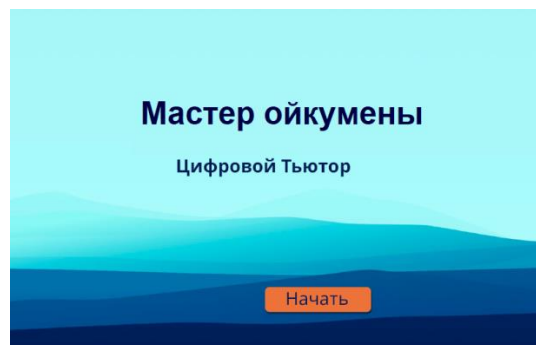 Мастер ойкумены
Цифровой Тьютор
Начать